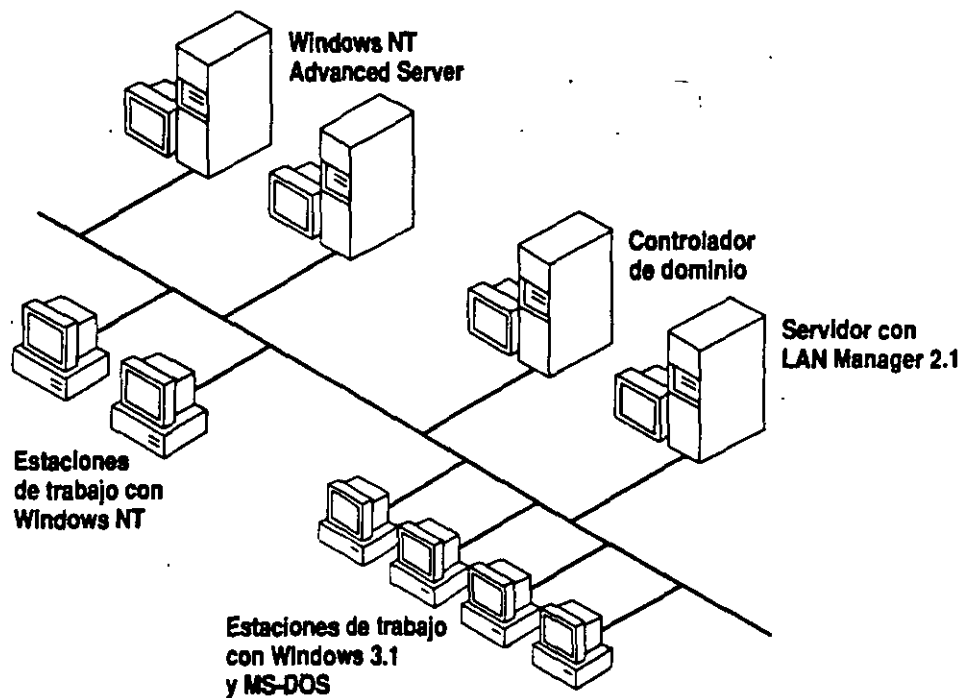 Windows NT
Advanced Server
Controlador
de dominio
Servidor con
LAN Manager 2.1
Estaciones
de trabajo con
Windows NT
Estaciones de trabajo
con Windows 3.1
y MS-DOS